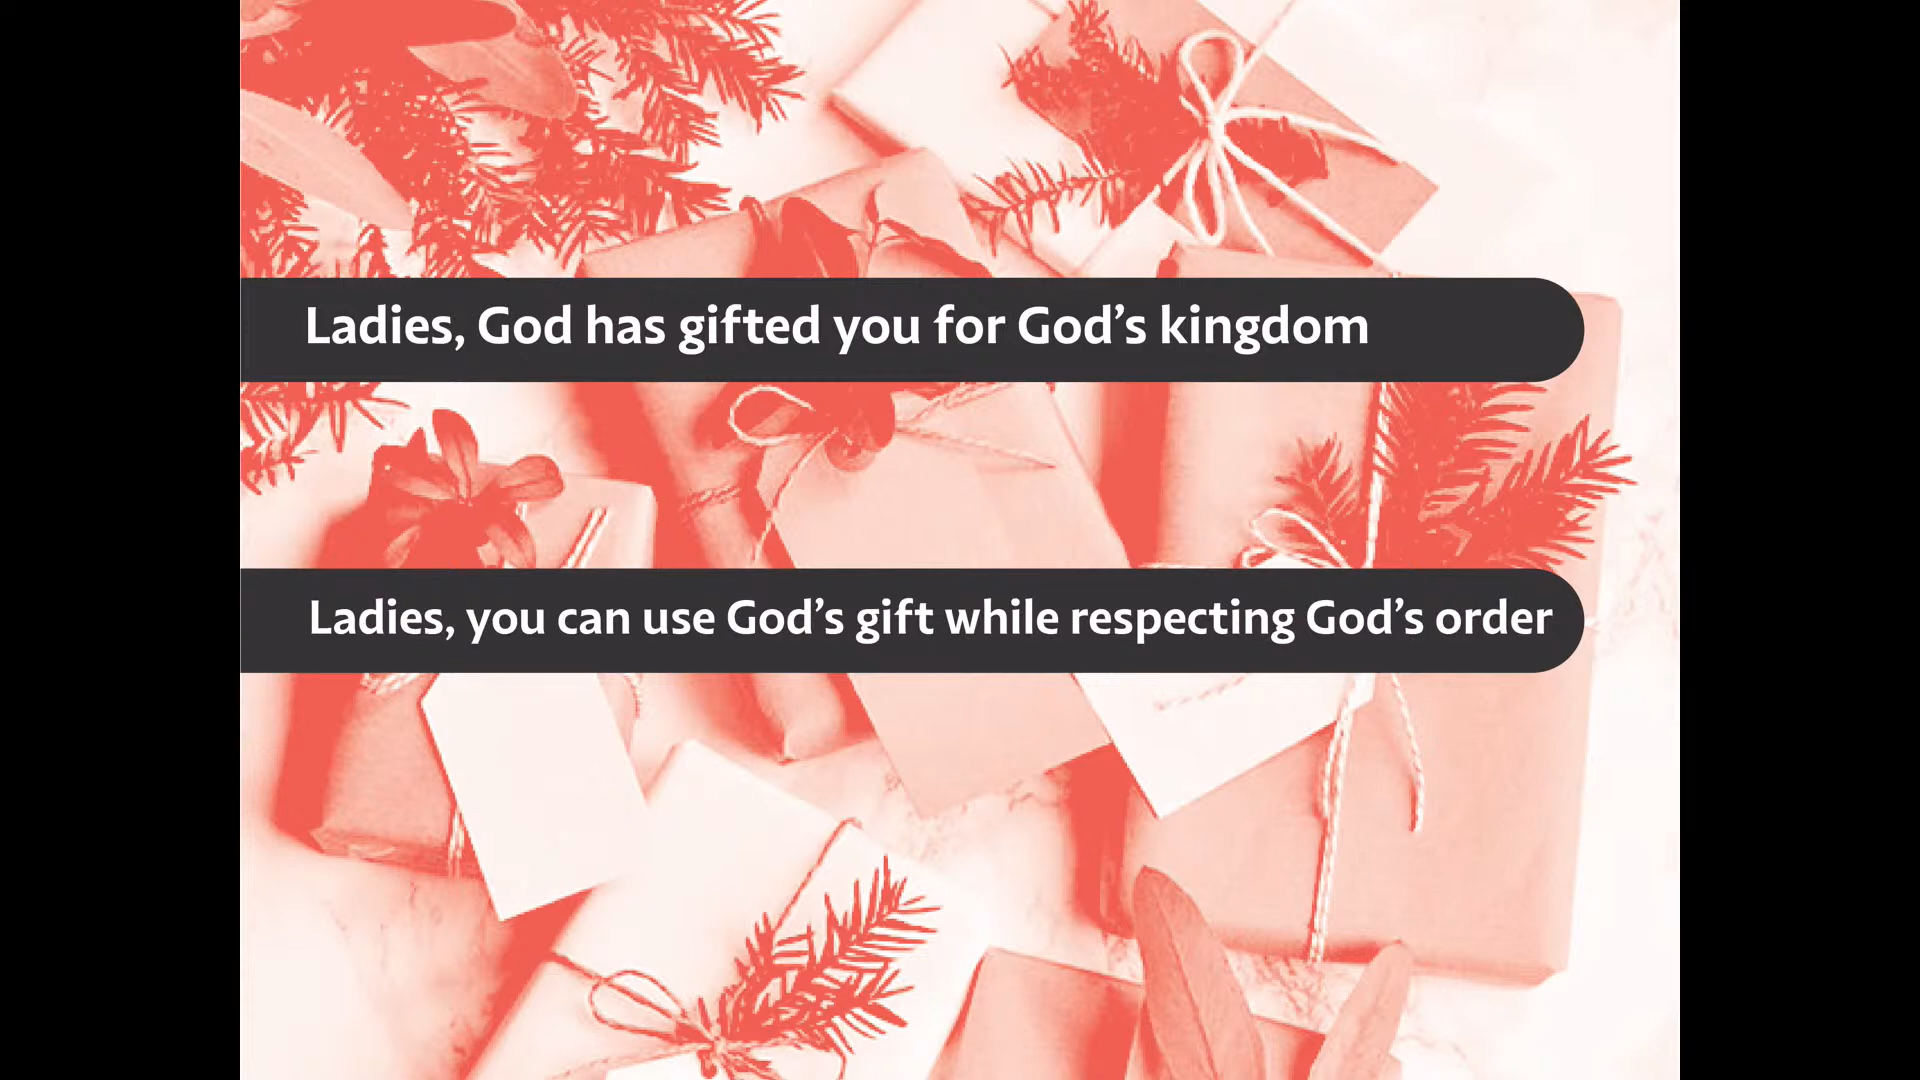 Ladies, God has gifted you for God’s kingdom
Ladies, you can use God’s gift while respecting God’s order